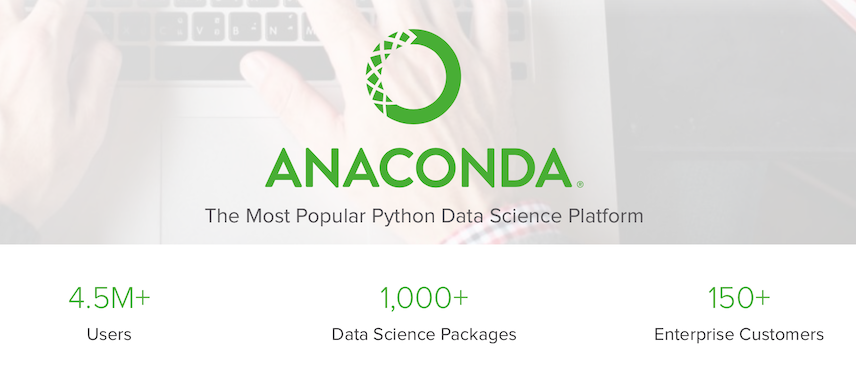 ANACONDA®
The Most Popular Python Data Science Platform
4.5M+
1,000+
150+
Users
Data Science Packages
Enterprise Customers